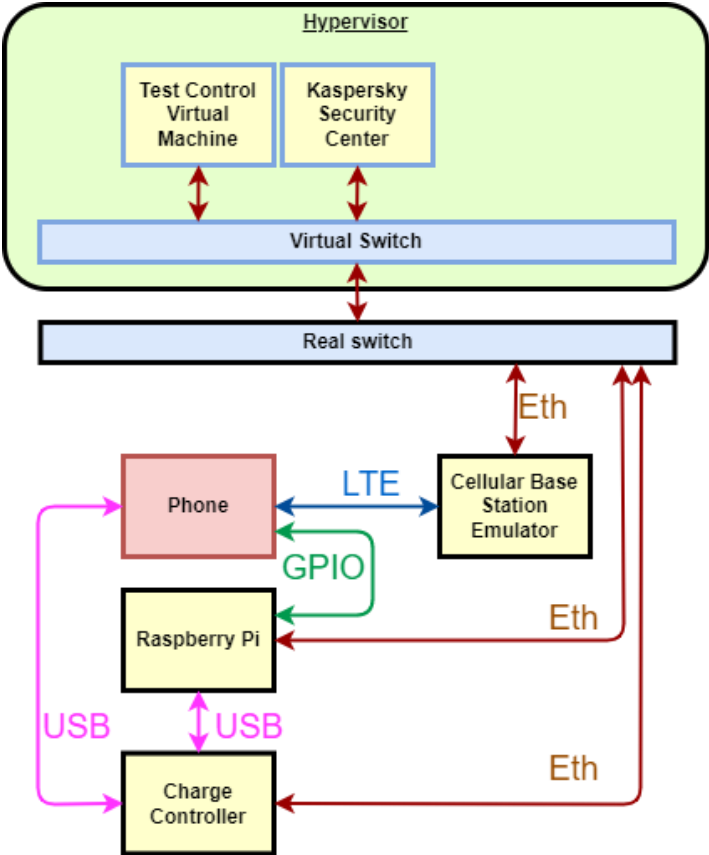 Hypervisor
Test Control
Virtual
Machine
Kaspersky
Security
Center
Virtual Switch
Real switch
Eth
Phone
LTE
Cellular Base
Station
Emulator
GPIO
Raspberry Pi
Eth
USB
USB
Eth
Charge
Controller